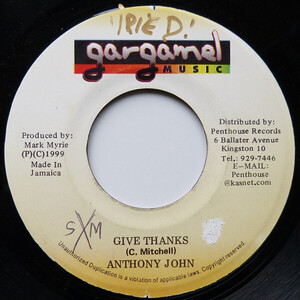 IPIE D.
gargamel
MUSIC
Produced by:
Mark Myrie
(P)(C)1999
Made In
Jamaica
Distributed by:
Penthouse Records
6 Ballater Avenue
Kingston 10
Tel.: 929-7446
E-MAIL:
Penthouse
@kasnet.com
SXM
GIVE THANKS
(C. Mitchell)
ANTHONY JOHN
Unauthorized Duplication is a violation of applicable laws. Copyright reserved.